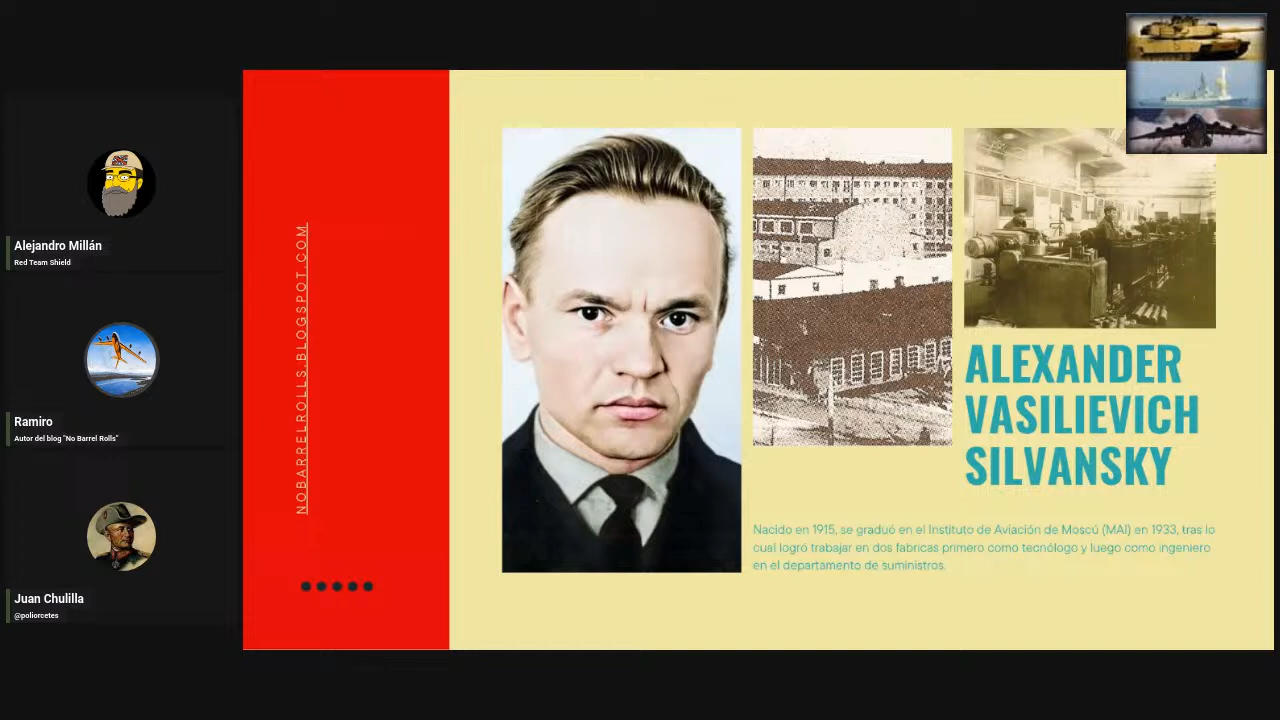 Alejandro Millán
Red Team Shield
Ramiro
Autor del blog "No Barrel Rolls"
Juan Chulilla
@poliorcetes
NOBARRELROLLS.BLOGSPOT.COM
ALEXANDER
VASILIEVICH
SILVANSKY
Nacido en 1915, se graduó en el Instituto de Aviación de Moscú (MAI) en 1933, tras lo
cual logró trabajar en dos fabricas primero como tecnólogo y luego como ingeniero
en el departamento de suministros.